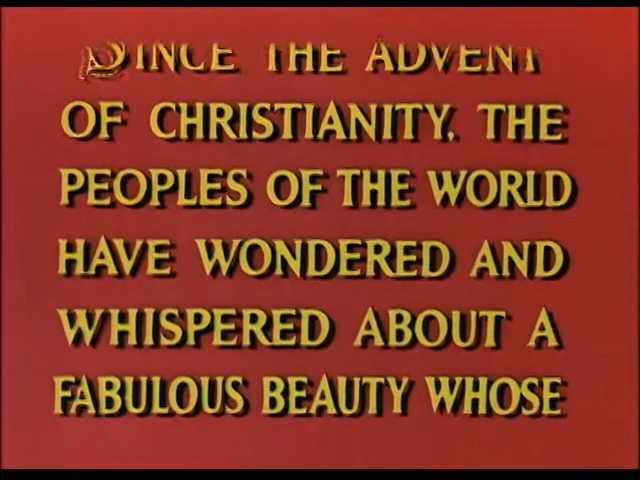 SINCE THE ADVENT
OF CHRISTIANITY, THE
PEOPLES OF THE WORLD
HAVE WONDERED AND
WHISPERED ABOUT A
FABULOUS BEAUTY WHOSE